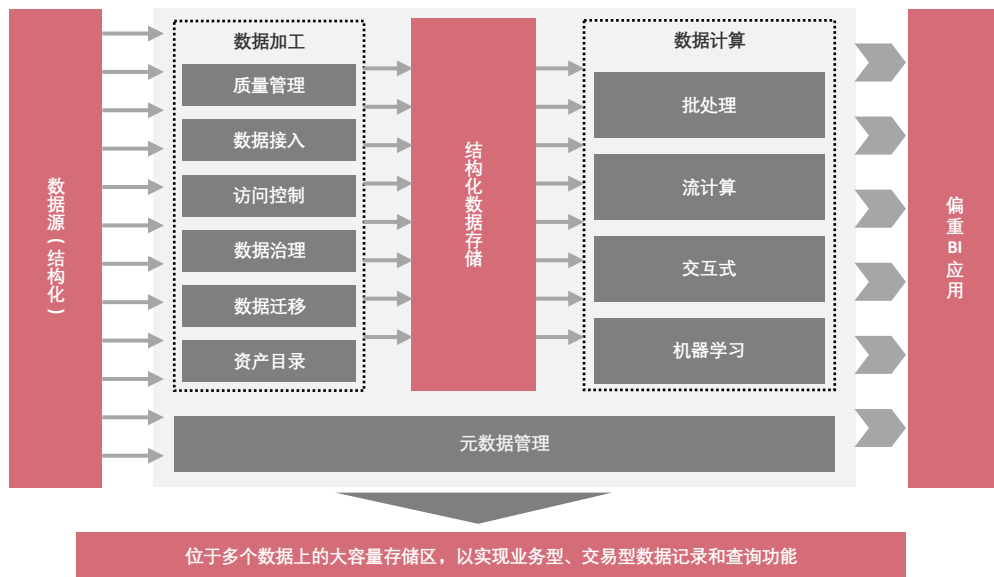 数据源(结构化)
数据加工
质量管理
数据接入
访问控制
数据治理
数据迁移
资产目录
结构化数据存储
数据计算
批处理
流计算
交互式
机器学习
元数据管理
偏重BI应用
位于多个数据上的大容量存储区，以实现业务型、交易型数据记录和查询功能